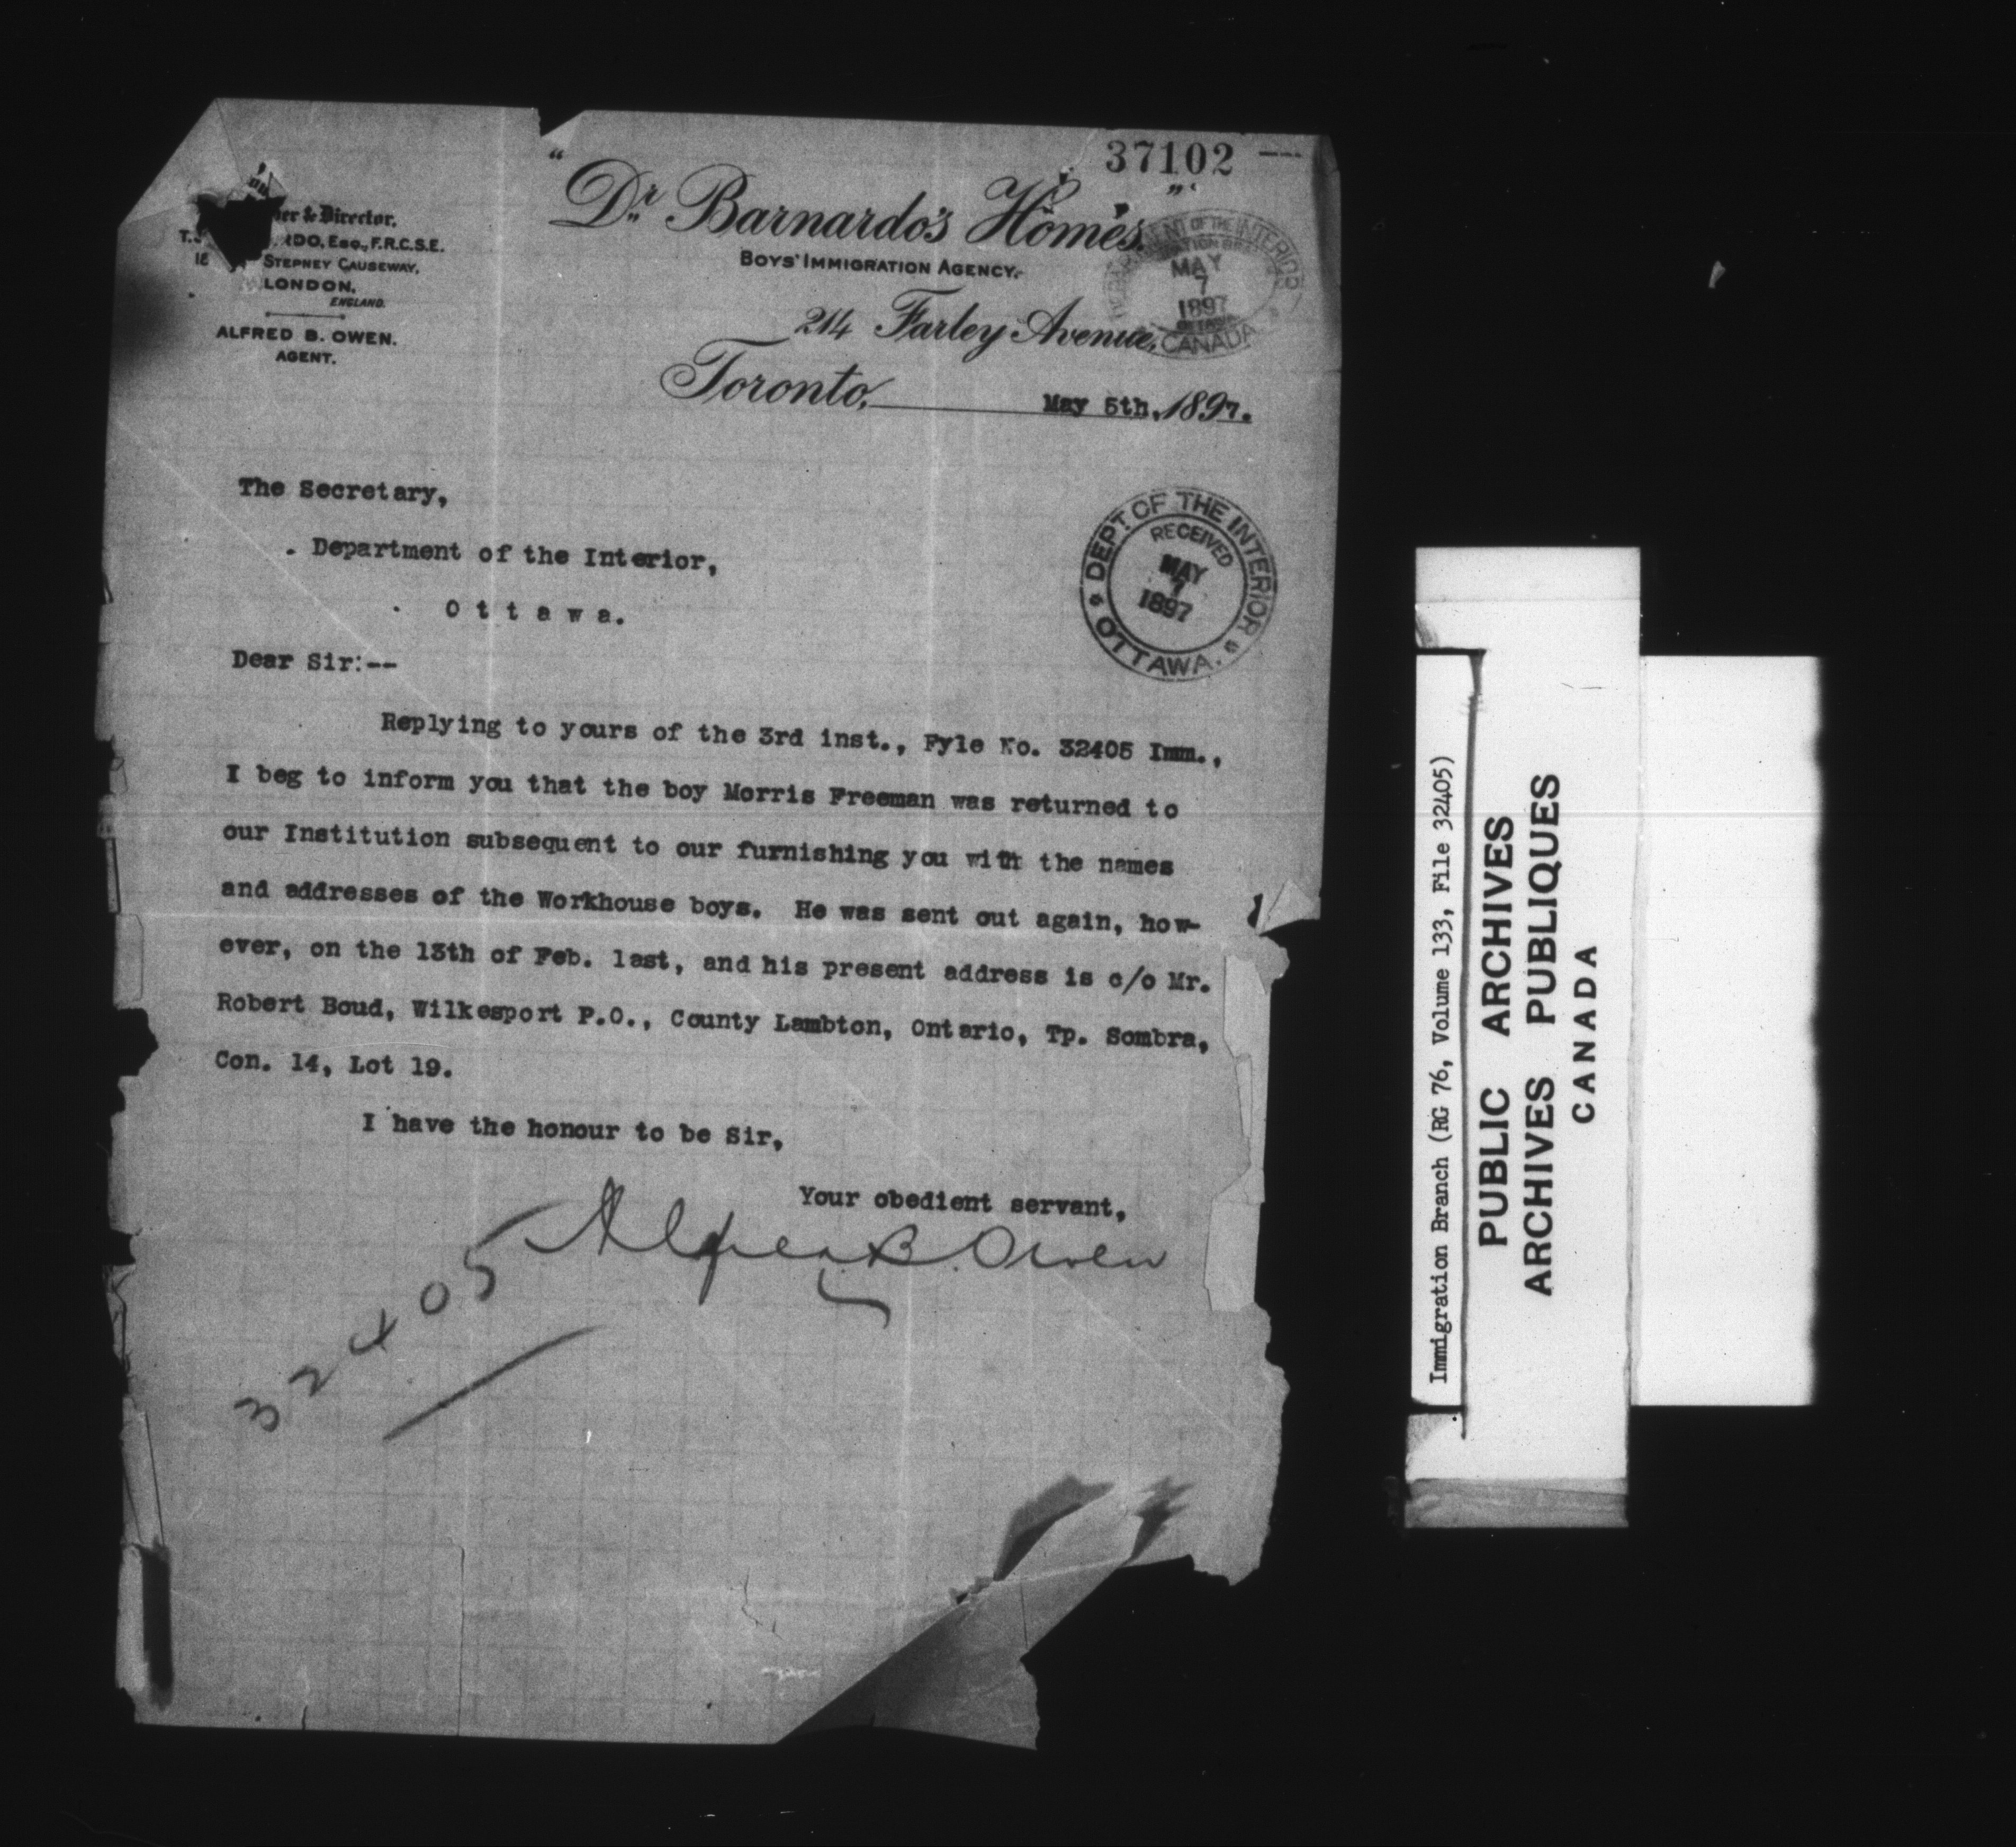 37102
"Dr. Barnardo's Homes."
Boys' Immigration Agency.
214 Farley Avenue,
Toronto, May 5th, 1897.
& Director.
Esq., F.R.C.S.E.
Stepney Causeway,
LONDON,
ENGLAND.
ALFRED B. OWEN.
AGENT.
OF THE INTERIOR
MAY
7
1897
OTTAWA
CANADA
The Secretary,
Department of the Interior,
Ottawa.
DEPT. OF THE INTERIOR
RECEIVED
MAY
7
1897
OTTAWA.
Dear Sir:--
Replying to yours of the 3rd inst., Fyle No. 32405 Imm.,
I beg to inform you that the boy Morris Freeman was returned to
our Institution subsequent to our furnishing you with the names
and addresses of the Workhouse boys. He was sent out again, how-
ever, on the 13th of Feb. last, and his present address is c/o Mr.
Robert Boud, Wilkesport P.O., County Lambton, Ontario, Tp. Sombra,
Con. 14, Lot 19.
I have the honour to be Sir,
Your obedient servant,
Alfred B. Owen
32405
Immigration Branch (RG 76, Volume 133, File 32405)
PUBLIC ARCHIVES
ARCHIVES PUBLIQUES
CANADA